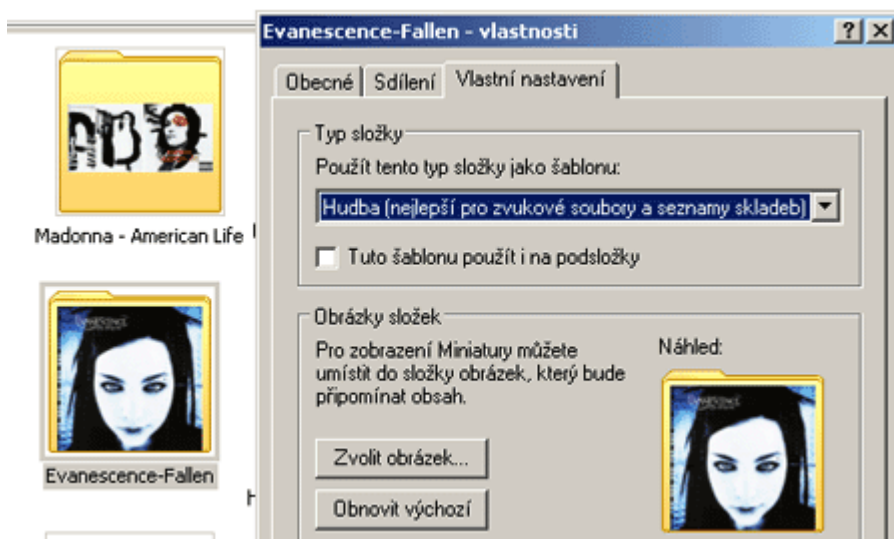 Evanescence-Fallen - vlastnosti
Obecné Sdílení Vlastní nastavení
Typ složky
Použít tento typ složky jako šablonu:
Hudba (nejlepší pro zvukové soubory a seznamy skladeb)
Tuto šablonu použít i na podsložky
Madonna - American Life
Obrázky složek
Pro zobrazení Miniatury můžete
umístit do složky obrázek, který bude
připomínat obsah.
Náhled:
Zvolit obrázek...
Obnovit výchozí
Evanescence-Fallen